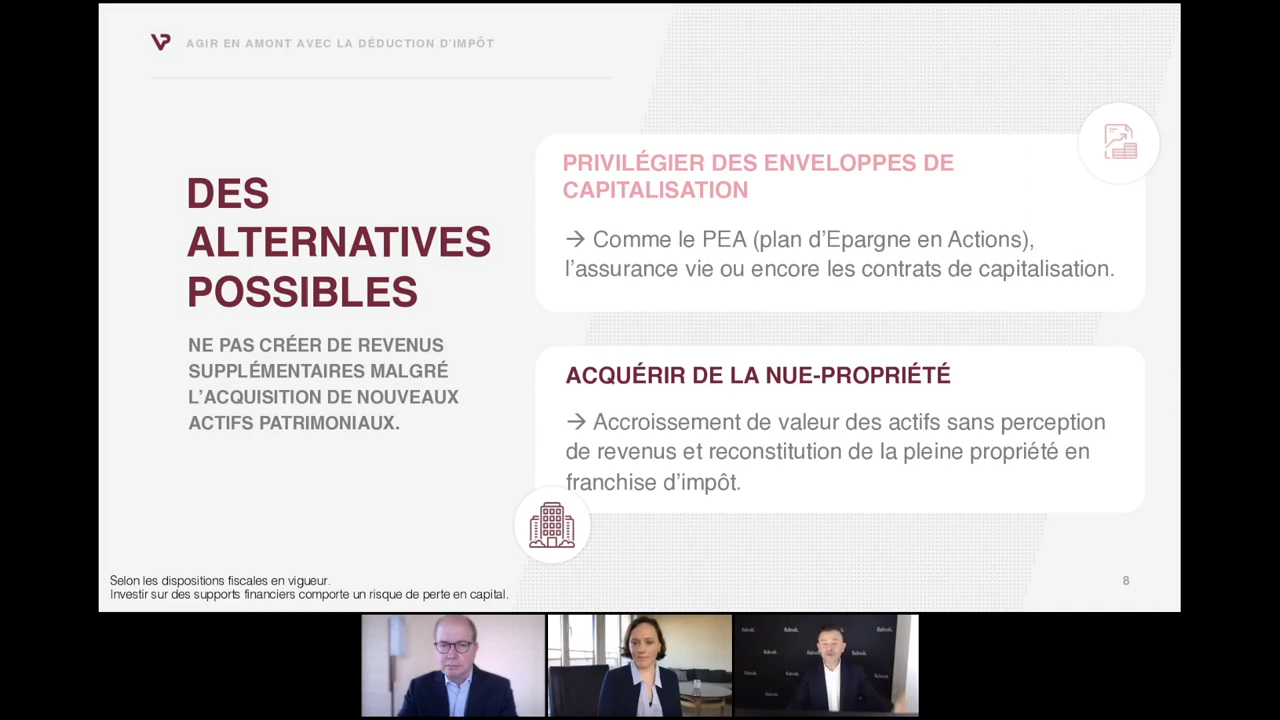 AGIR EN AMONT AVEC LA DÉDUCTION D'IMPÔT
DES
ALTERNATIVES
POSSIBLES
NE PAS CRÉER DE REVENUS
SUPPLÉMENTAIRES MALGRÉ
L'ACQUISITION DE NOUVEAUX
ACTIFS PATRIMONIAUX.
PRIVILÉGIER DES ENVELOPPES DE
CAPITALISATION
→ Comme le PEA (plan d'Epargne en Actions),
l'assurance vie ou encore les contrats de capitalisation.
ACQUÉRIR DE LA NUE-PROPRIÉTÉ
→ Accroissement de valeur des actifs sans perception
de revenus et reconstitution de la pleine propriété en
franchise d'impôt.
Selon les dispositions fiscales en vigueur.
Investir sur des supports financiers comporte un risque de perte en capital.
8